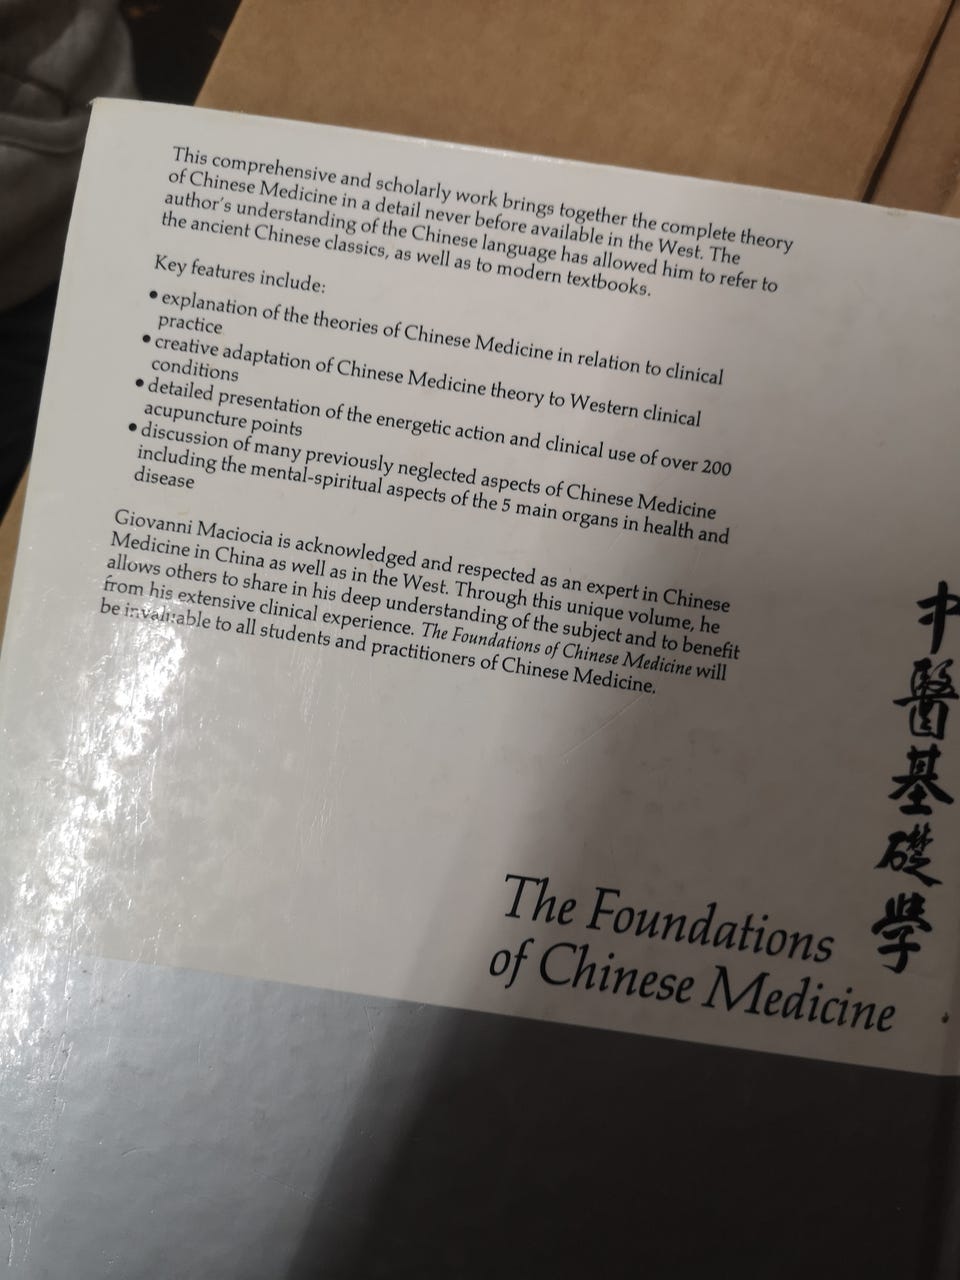 This comprehensive and scholarly work brings together the complete theory
of Chinese Medicine in a detail never before available in the West. The
author's understanding of the Chinese language has allowed him to refer to
the ancient Chinese classics, as well as to modern textbooks.
Key features include:
• explanation of the theories of Chinese Medicine in relation to clinical
practice
• creative adaptation of Chinese Medicine theory to Western clinical
conditions
• detailed presentation of the energetic action and clinical use of over 200
acupuncture points
• discussion of many previously neglected aspects of Chinese Medicine
including the mental-spiritual aspects of the 5 main organs in health and
disease
Giovanni Maciocia is acknowledged and respected as an expert in Chinese
Medicine in China as well as in the West. Through this unique volume, he
allows others to share in his deep understanding of the subject and to benefit
from his extensive clinical experience. The Foundations of Chinese Medicine will
be invaluable to all students and practitioners of Chinese Medicine.
中醫基礎學
The Foundations
of Chinese Medicine